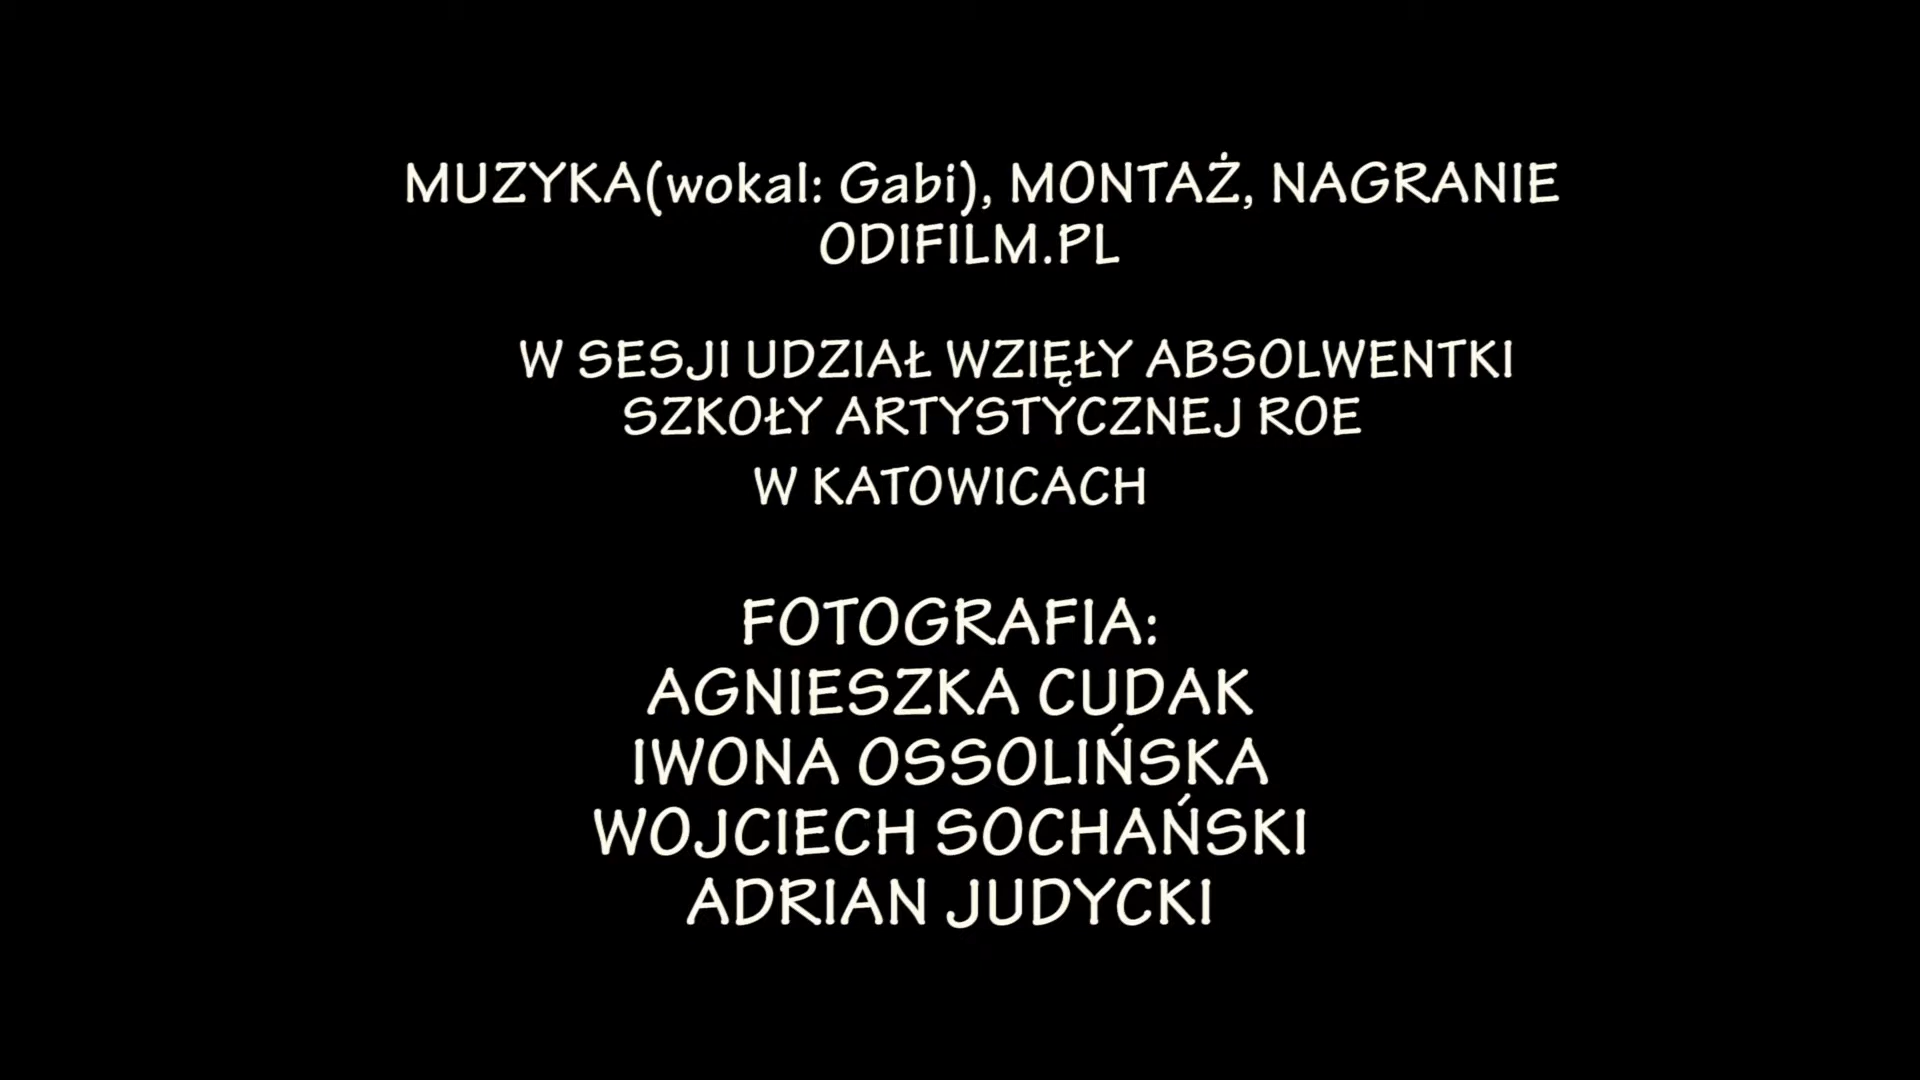 MUZYKA(wokal: Gabi), MONTAŻ, NAGRANIE
ODIFILM.PL
W SESJI UDZIAŁ WZIĘŁY ABSOLWENTKI
SZKOŁY ARTYSTYCZNEJ ROE
W KATOWICACH
FOTOGRAFIA:
AGNIESZKA CUDAK
IWONA OSSOLIŃSKA
WOJCIECH SOCHAŃSKI
ADRIAN JUDYCKI